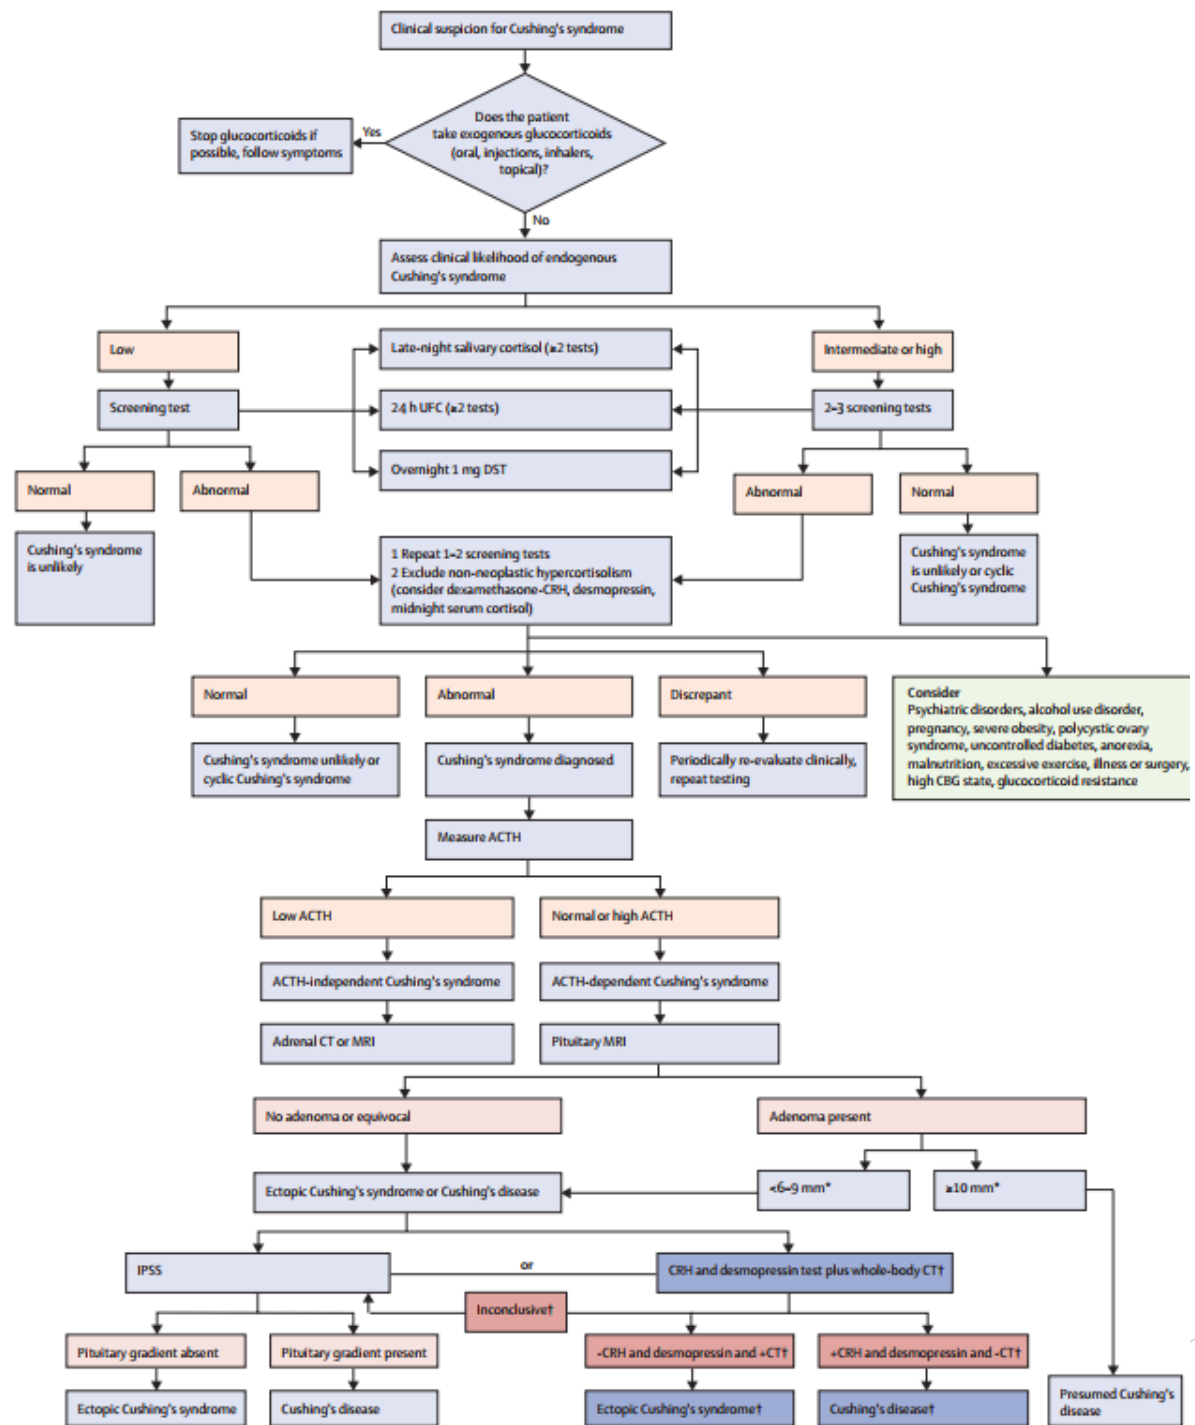 Clinical suspicion for Cushing's syndrome
Does the patient
take exogenous glucocorticoids
(oral, injections, inhalers,
topical)?
Yes
Stop glucocorticoids if
possible, follow symptoms
No
Assess clinical likelihood of endogenous
Cushing's syndrome
Low
Late-night salivary cortisol (≥2 tests)
Intermediate or high
Screening test
24 h UFC (≥2 tests)
2–3 screening tests
Overnight 1 mg DST
Normal
Abnormal
Abnormal
Normal
Cushing's syndrome
is unlikely
1 Repeat 1–2 screening tests
2 Exclude non-neoplastic hypercortisolism
(consider dexamethasone-CRH, desmopressin,
midnight serum cortisol)
Cushing's syndrome
is unlikely or cyclic
Cushing's syndrome
Normal
Abnormal
Discrepant
Consider
Psychiatric disorders, alcohol use disorder,
pregnancy, severe obesity, polycystic ovary
syndrome, uncontrolled diabetes, anorexia,
malnutrition, excessive exercise, illness or surgery,
high CBG state, glucocorticoid resistance
Cushing's syndrome unlikely or
cyclic Cushing's syndrome
Cushing's syndrome diagnosed
Periodically re-evaluate clinically,
repeat testing
Measure ACTH
Low ACTH
Normal or high ACTH
ACTH-independent Cushing's syndrome
ACTH-dependent Cushing's syndrome
Adrenal CT or MRI
Pituitary MRI
No adenoma or equivocal
Adenoma present
Ectopic Cushing's syndrome or Cushing's disease
<6–9 mm*
≥10 mm*
IPSS
or
CRH and desmopressin test plus whole-body CT†
Inconclusive†
Pituitary gradient absent
Pituitary gradient present
-CRH and desmopressin and +CT†
+CRH and desmopressin and -CT†
Ectopic Cushing's syndrome
Cushing's disease
Ectopic Cushing's syndrome†
Cushing's disease†
Presumed Cushing's
disease